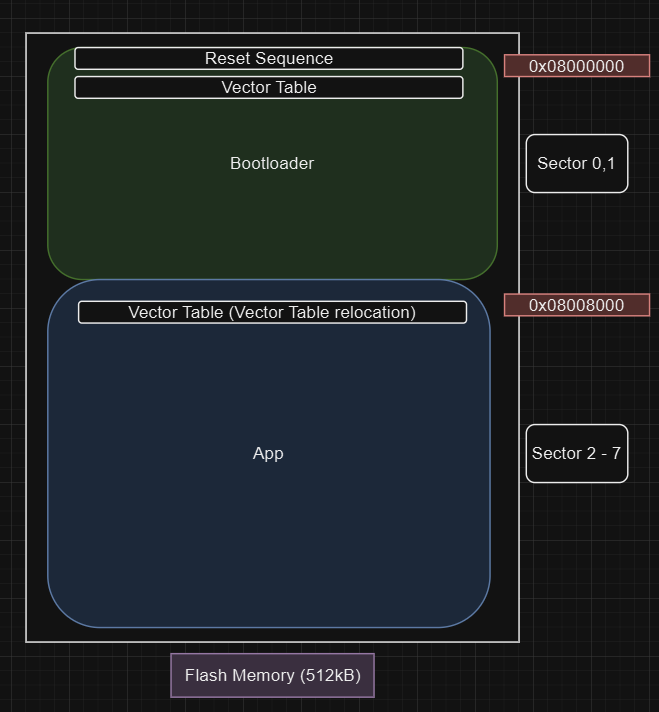 Reset Sequence
0x08000000
Vector Table
Bootloader
Sector 0,1
0x08008000
Vector Table (Vector Table relocation)
App
Sector 2 - 7
Flash Memory (512kB)